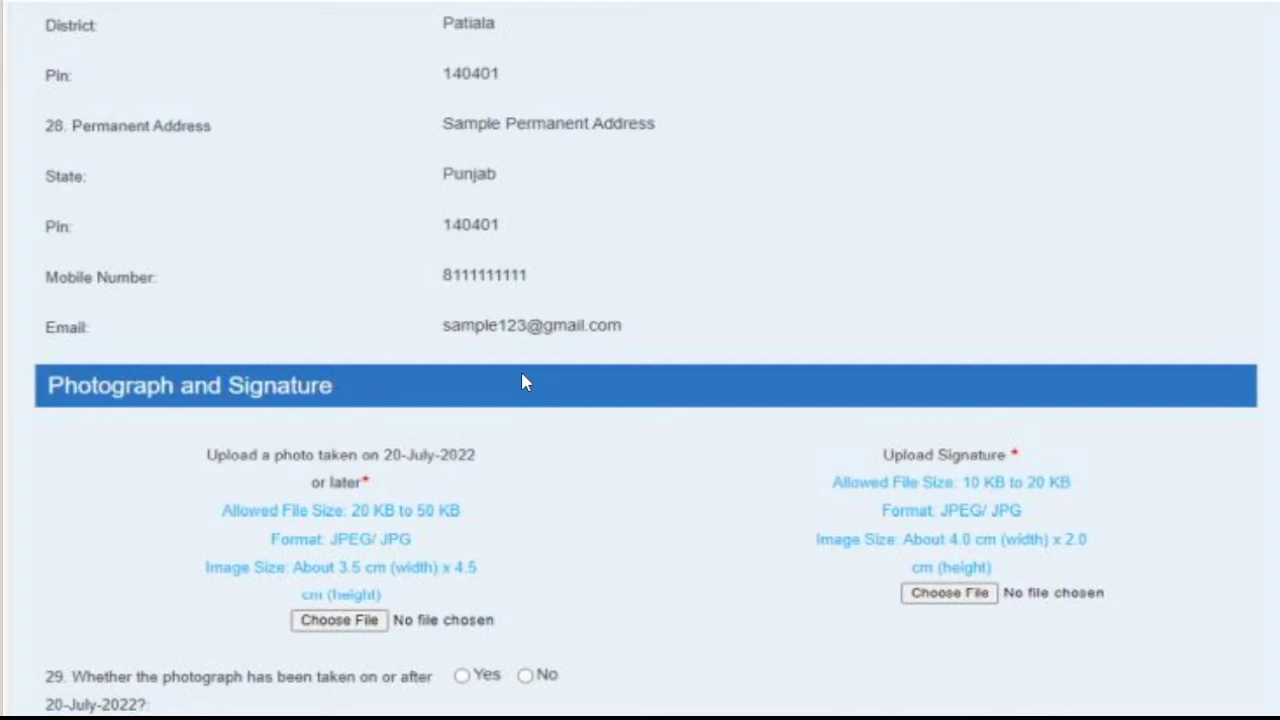 District: Patiala
Pin: 140401
28. Permanent Address Sample Permanent Address
State: Punjab
Pin: 140401
Mobile Number: 8111111111
Email: sample123@gmail.com
Photograph and Signature
Upload a photo taken on 20-July-2022
or later*
Allowed File Size: 20 KB to 50 KB
Format: JPEG/ JPG
Image Size: About 3.5 cm (width) x 4.5
cm (height)
Choose File No file chosen
Upload Signature *
Allowed File Size: 10 KB to 20 KB
Format: JPEG/ JPG
Image Size: About 4.0 cm (width) x 2.0
cm (height)
Choose File No file chosen
29. Whether the photograph has been taken on or after Yes No
20-July-2022?: